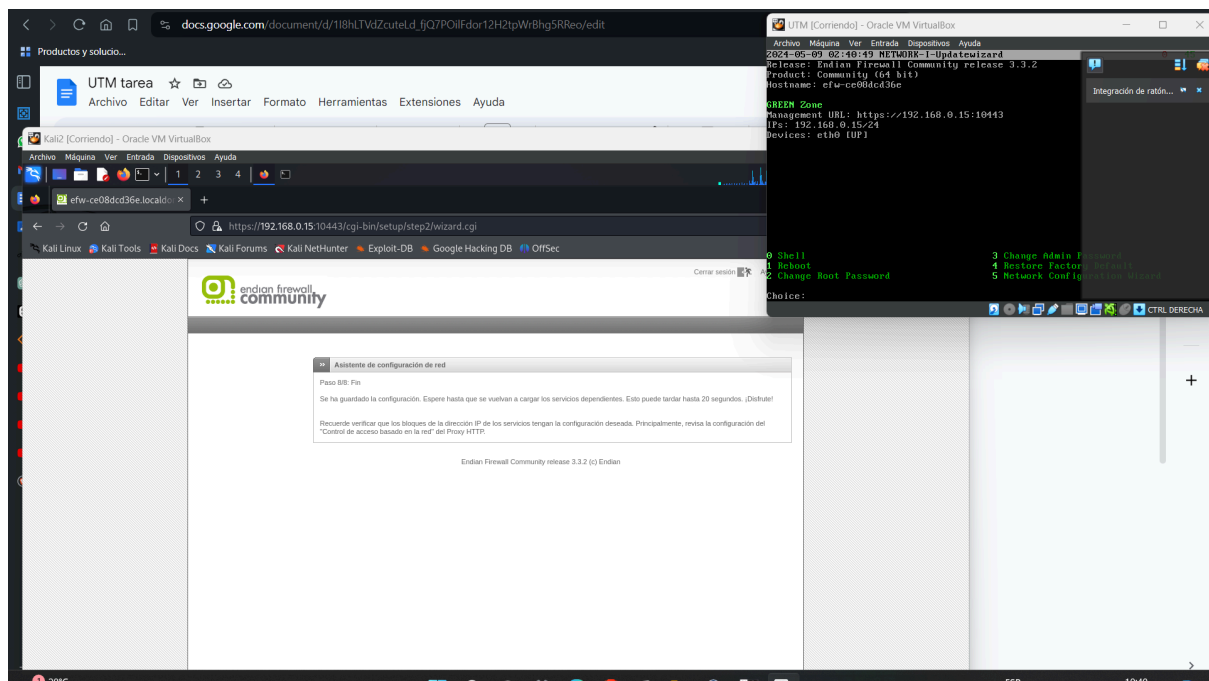 docs.google.com/document/d/1I8hLTVdZcuteLd_fjQ7POilFdor12H2tpWrBhg5RReo/edit
Productos y solucio...
UTM tarea
Archivo Editar Ver Insertar Formato Herramientas Extensiones Ayuda
UTM [Corriendo] - Oracle VM VirtualBox
Archivo Máquina Ver Entrada Dispositivos Ayuda
2024-05-09 02:40:49 NETWORK-I-Updatewizard
Release: Endian Firewall Community release 3.3.2
Product: Community (64 bit)
Hostname: efw-ce08dcd36e
GREEN Zone
Management URL: https://192.168.0.15:10443
IPs: 192.168.0.15/24
Devices: eth0 [UP]
0 Shell
1 Reboot
2 Change Root Password
3 Change Admin Password
4 Restore Factory Default
5 Network Configuration Wizard
Choice:
Integración de ratón...
CTRL DERECHA
Kali2 [Corriendo] - Oracle VM VirtualBox
Archivo Máquina Ver Entrada Dispositivos Ayuda
1 2 3 4
efw-ce08dcd36e.localdo
https://192.168.0.15:10443/cgi-bin/setup/step2/wizard.cgi
Kali Linux Kali Tools Kali Docs Kali Forums Kali NetHunter Exploit-DB Google Hacking DB OffSec
endian firewall
community
Cerrar sesión
Asistente de configuración de red
Paso 8/8: Fin
Se ha guardado la configuración. Espere hasta que se vuelvan a cargar los servicios dependientes. Esto puede tardar hasta 20 segundos. ¡Disfrute!
Recuerde verificar que los bloques de la dirección IP de los servicios tengan la configuración deseada. Principalmente, revisa la configuración del
"Control de acceso basado en la red" del Proxy HTTP.
Endian Firewall Community release 3.3.2 (c) Endian